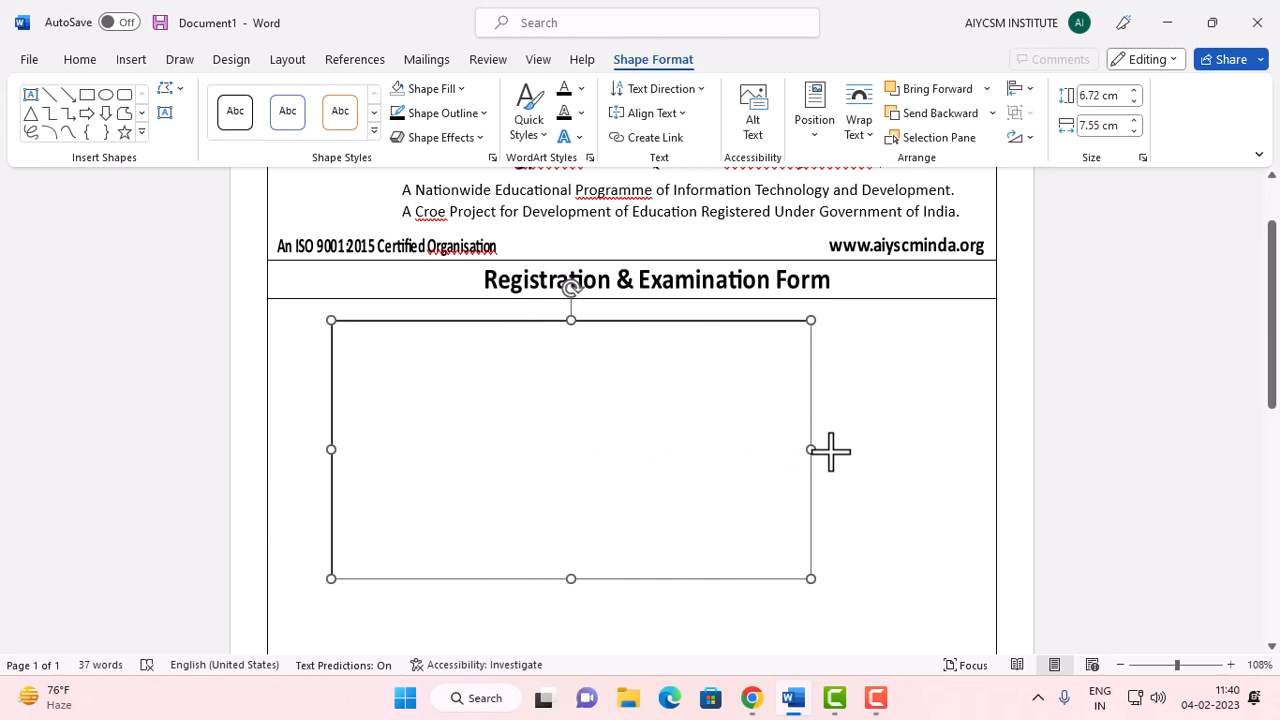 AutoSave Off Document1 - Word Search AIYCSM INSTITUTE AI
File Home Insert Draw Design Layout References Mailings Review View Help Shape Format Comments Editing Share
Abc Abc Abc
Shape Fill
Shape Outline
Shape Effects
Quick Styles
A
A
A
Text Direction
Align Text
Create Link
Alt Text
Position
Wrap Text
Bring Forward
Send Backward
Selection Pane
6.72 cm
7.55 cm
Insert Shapes Shape Styles WordArt Styles Text Accessibility Arrange Size
A Nationwide Educational Programme of Information Technology and Development.
A Croe Project for Development of Education Registered Under Government of India.
An ISO 9001:2015 Certified Organisation www.aiyscminda.org
Registration & Examination Form
Page 1 of 1 37 words English (United States) Text Predictions: On Accessibility: Investigate Focus 108%
76°F
Haze
Search
ENG
IN
11:40
04-02-2023